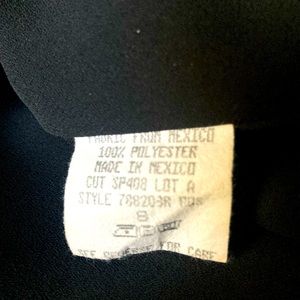 FABRIC FROM MEXICO
100% POLYESTER
MADE IN MEXICO
CUT SP408 LOT A
STYLE
8
SEE REVERSE FOR CARE